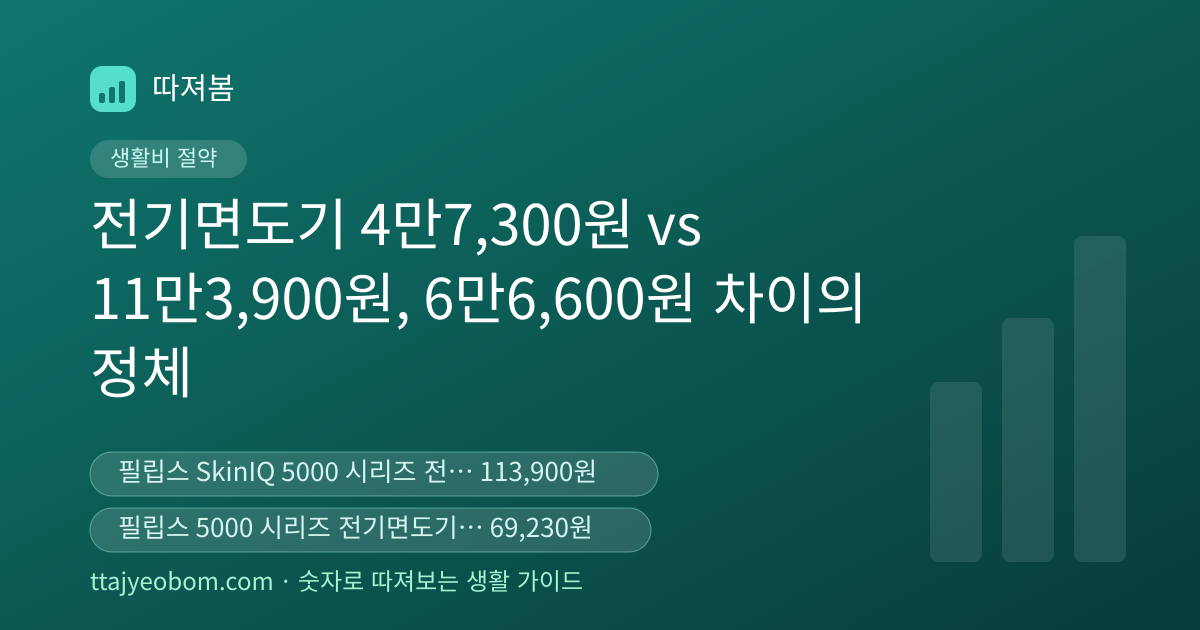 따져봄
생활비 절약
전기면도기 4만7,300원 vs
11만3,900원, 6만6,600원 차이의
정체
필립스 SkinIQ 5000 시리즈 전… 113,900원
필립스 5000 시리즈 전기면도기… 69,230원
ttajyeobom.com · 숫자로 따져보는 생활 가이드